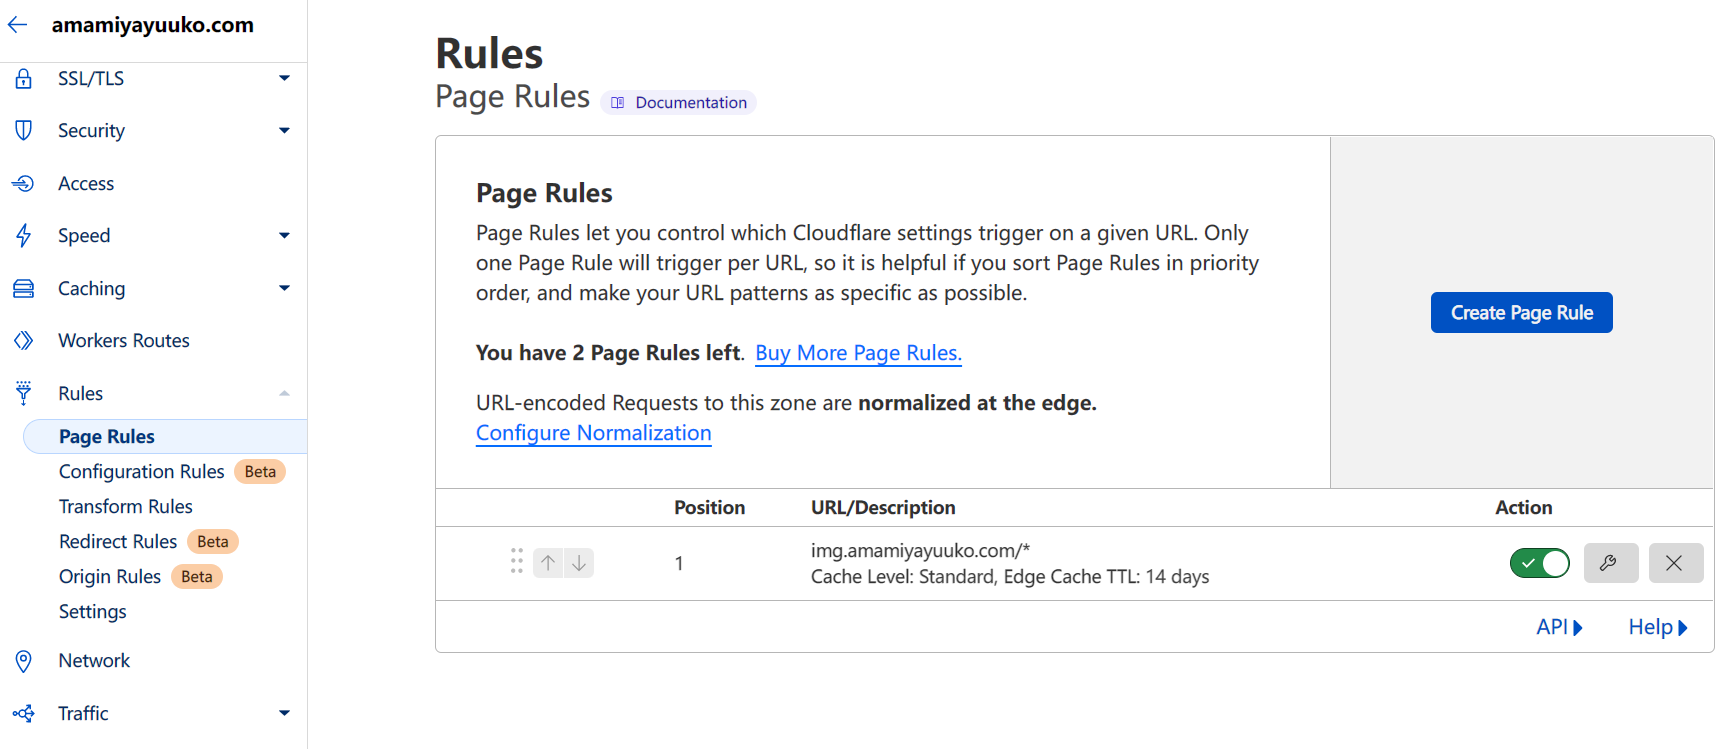 amamiyayuuko.com
SSL/TLS
Security
Access
Speed
Caching
Workers Routes
Rules
Page Rules
Configuration Rules Beta
Transform Rules
Redirect Rules Beta
Origin Rules Beta
Settings
Network
Traffic
Rules
Page Rules Documentation
Page Rules
Page Rules let you control which Cloudflare settings trigger on a given URL. Only
one Page Rule will trigger per URL, so it is helpful if you sort Page Rules in priority
order, and make your URL patterns as specific as possible.
You have 2 Page Rules left. Buy More Page Rules.
URL-encoded Requests to this zone are normalized at the edge.
Configure Normalization
Create Page Rule
Position URL/Description Action
1 img.amamiyayuuko.com/*
Cache Level: Standard, Edge Cache TTL: 14 days
API Help